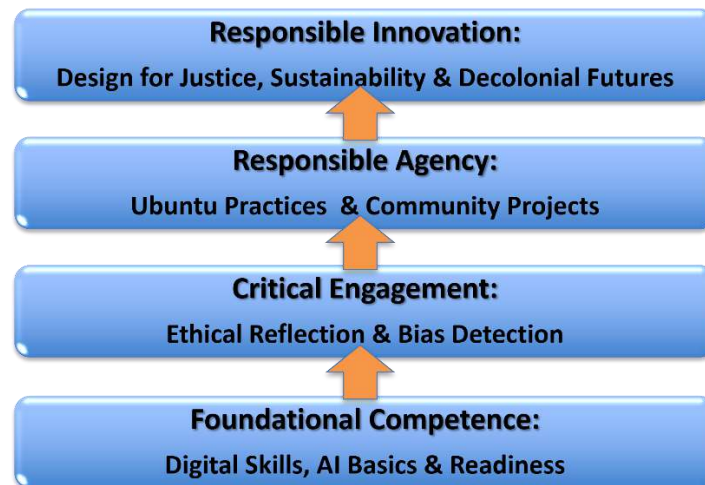 Responsible Innovation:
Design for Justice, Sustainability & Decolonial Futures
Responsible Agency:
Ubuntu Practices & Community Projects
Critical Engagement:
Ethical Reflection & Bias Detection
Foundational Competence:
Digital Skills, AI Basics & Readiness